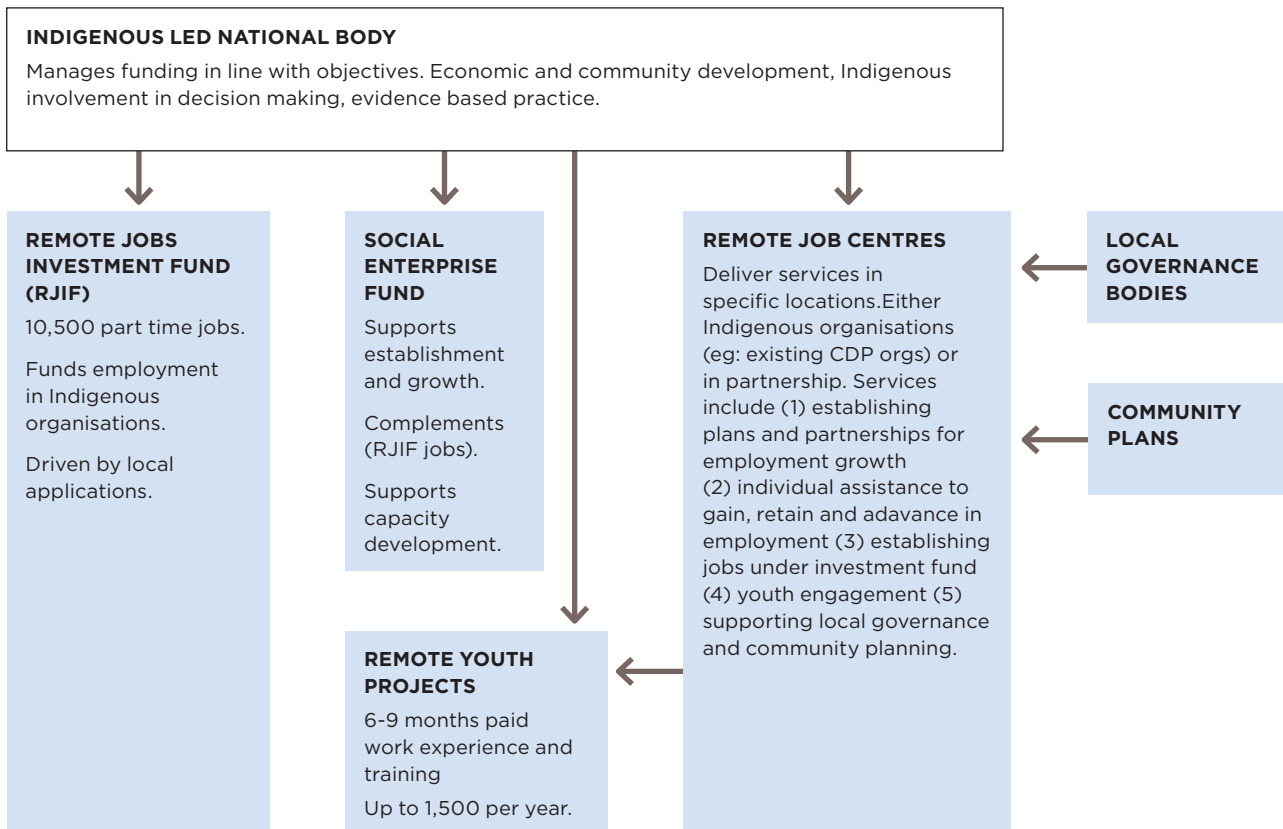 INDIGENOUS LED NATIONAL BODY
Manages funding in line with objectives. Economic and community development, Indigenous
involvement in decision making, evidence based practice.
REMOTE JOBS
INVESTMENT FUND
(RJIF)
10,500 part time jobs.
Funds employment
in Indigenous
organisations.
Driven by local
applications.
SOCIAL
ENTERPRISE
FUND
Supports
establishment
and growth.
Complements
(RJIF jobs).
Supports
capacity
development.
REMOTE YOUTH
PROJECTS
6-9 months paid
work experience and
training
Up to 1,500 per year.
REMOTE JOB CENTRES
Deliver services in
specific locations.Either
Indigenous organisations
(eg: existing CDP orgs) or
in partnership. Services
include (1) establishing
plans and partnerships for
employment growth
(2) individual assistance to
gain, retain and adavance in
employment (3) establishing
jobs under investment fund
(4) youth engagement (5)
supporting local governance
and community planning.
LOCAL
GOVERNANCE
BODIES
COMMUNITY
PLANS